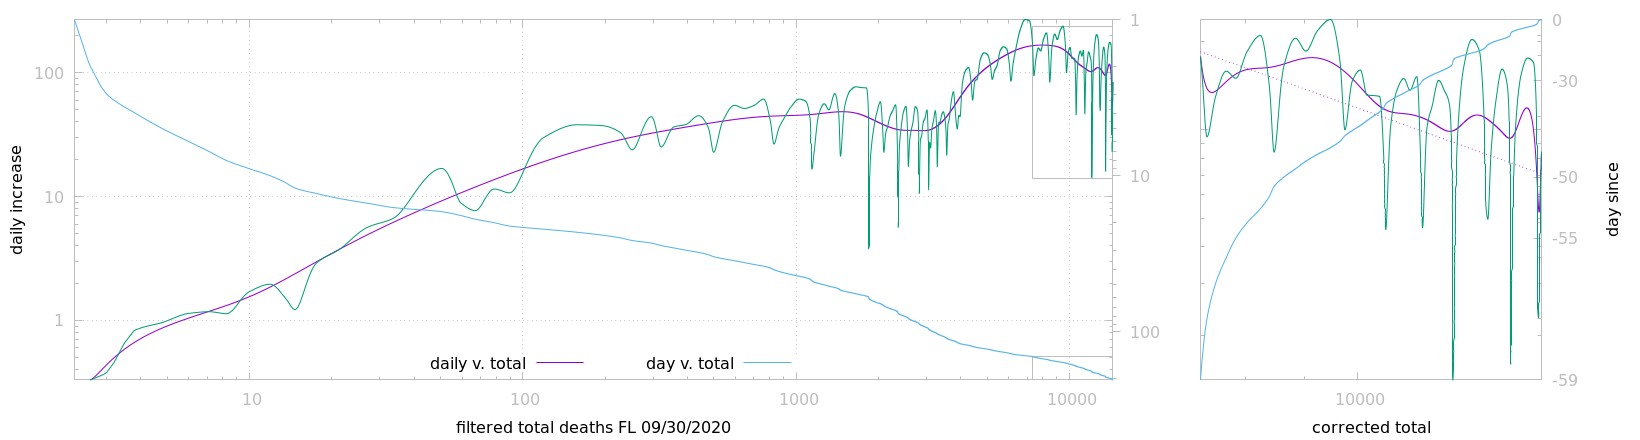 100
10
1
daily increase
daily v. total
day v. total
10
100
1000
10000
filtered total deaths FL 09/30/2020
1
10
100
10000
corrected total
0
-30
-50
-55
-59
day since